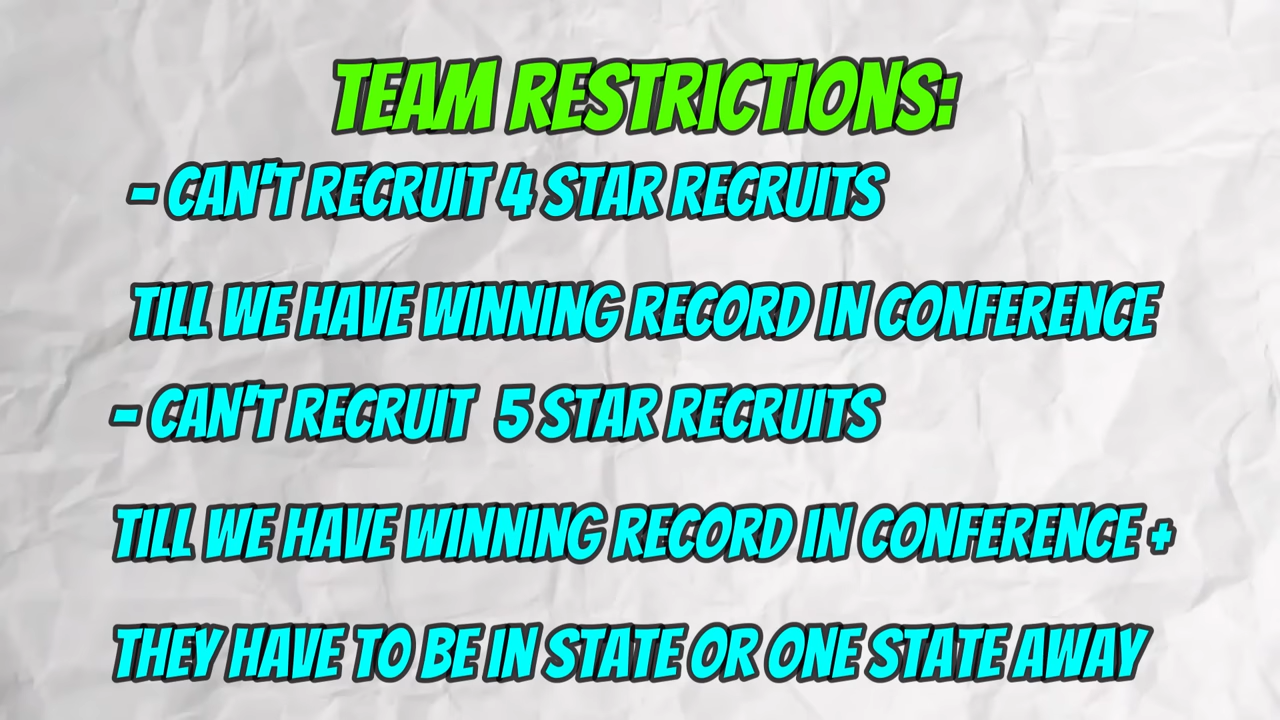 TEAM RESTRICTIONS:
- CAN'T RECRUIT 4 STAR RECRUITS
TILL WE HAVE WINNING RECORD IN CONFERENCE
- CAN'T RECRUIT 5 STAR RECRUITS
TILL WE HAVE WINNING RECORD IN CONFERENCE +
THEY HAVE TO BE IN STATE OR ONE STATE AWAY